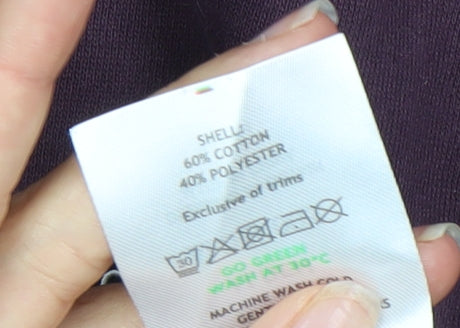 SHELL:
60% COTTON
40% POLYESTER
Exclusive of trims
30
GO GREEN
WASH AT 30°C
MACHINE WASH COLD